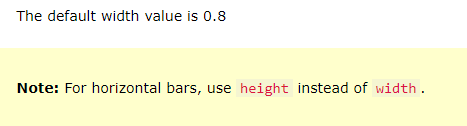 The default width value is 0.8
Note: For horizontal bars, use height instead of width.